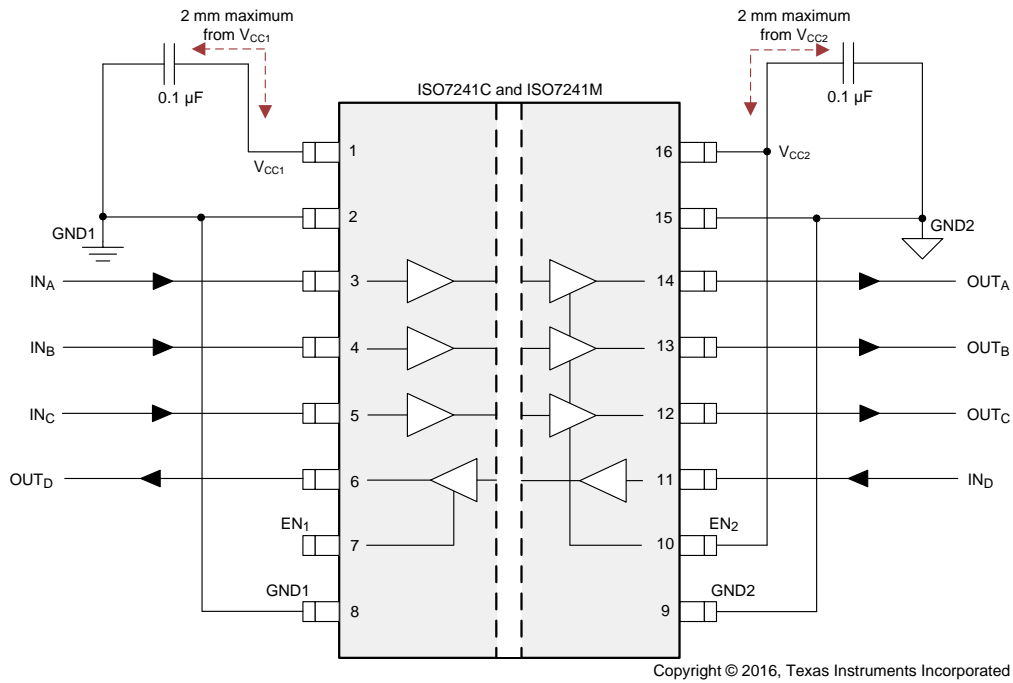 2 mm maximum
from VCC1
2 mm maximum
from VCC2
0.1 µF
0.1 µF
ISO7241C and ISO7241M
1
16
VCC1
VCC2
2
15
GND1
GND2
INA
3
14
OUTA
INB
4
13
OUTB
INC
5
12
OUTC
OUTD
6
11
IND
EN1
EN2
7
10
GND1
GND2
8
9
Copyright © 2016, Texas Instruments Incorporated